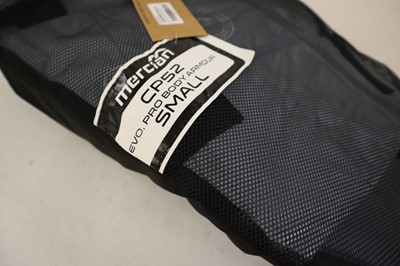 mercian
CP52
EVO. PRO BODY ARMOUR
SMALL